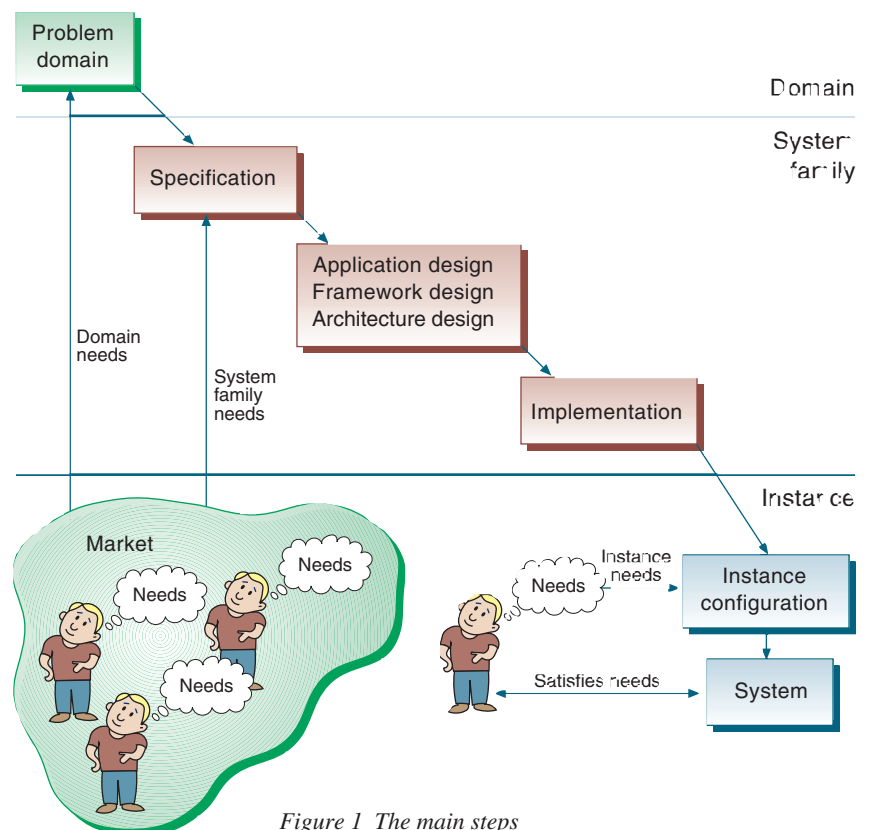 Problem
domain
Domain
System
family
Specification
Application design
Framework design
Architecture design
Domain
needs
System
family
needs
Implementation
Instance
Market
Needs
Needs
Needs
Needs
Instance
needs
Instance
configuration
Satisfies needs
System
Figure 1 The main steps